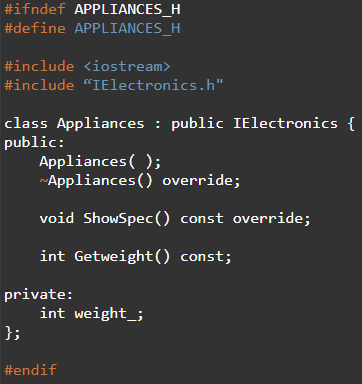 #ifndef APPLIANCES_H
#define APPLIANCES_H
#include <iostream>
#include “IElectronics.h"
class Appliances : public IElectronics {
public:
Appliances( );
~Appliances() override;
void ShowSpec() const override;
int Getweight() const;
private:
int weight_;
};
#endif